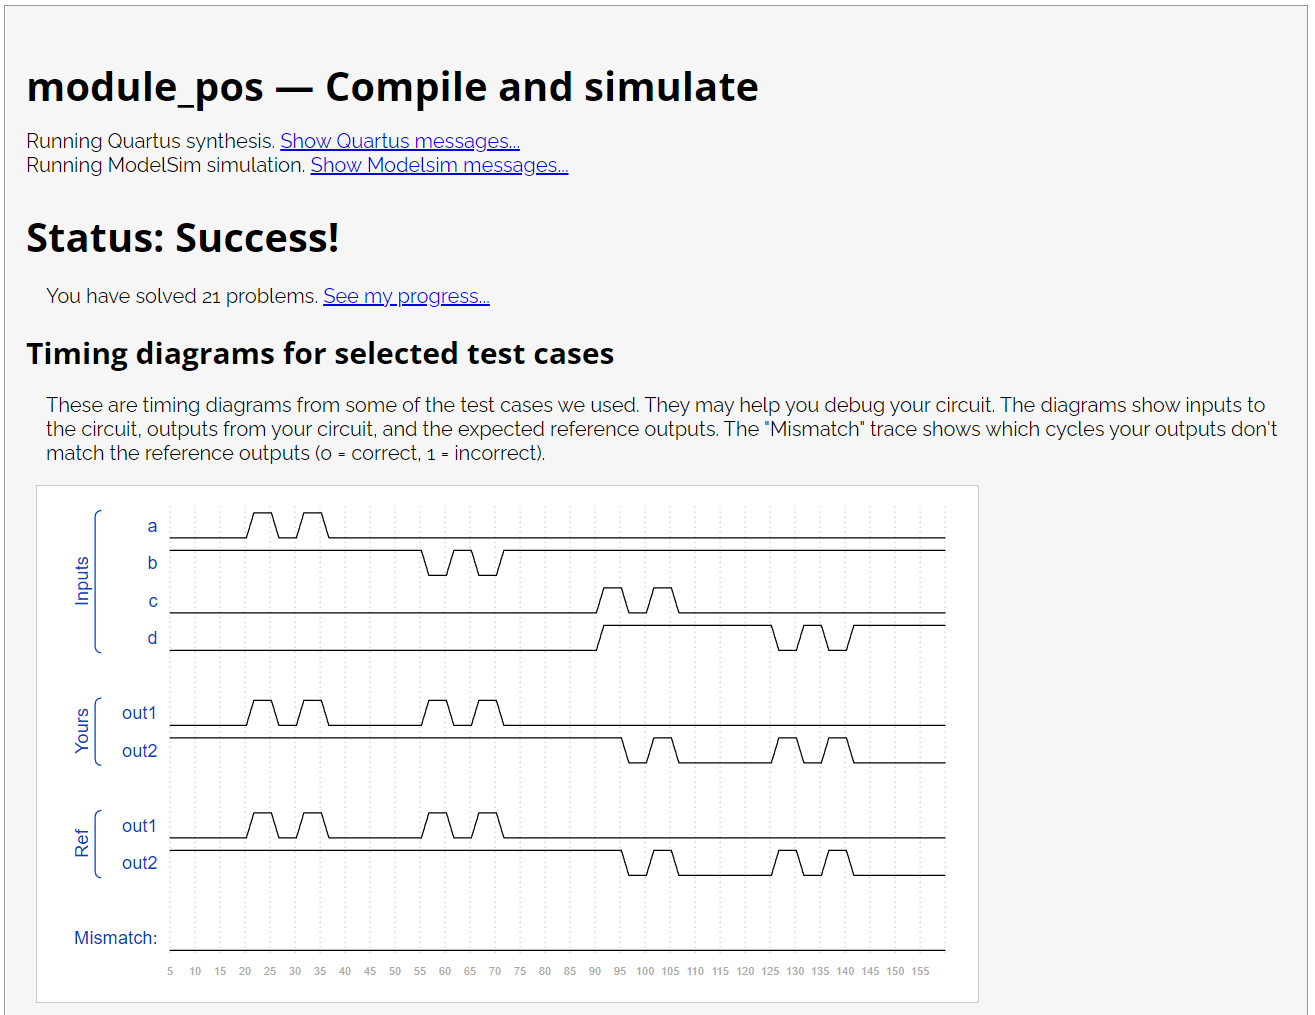 module_pos — Compile and simulate
Running Quartus synthesis. Show Quartus messages...
Running ModelSim simulation. Show Modelsim messages...
Status: Success!
You have solved 21 problems. See my progress...
Timing diagrams for selected test cases
These are timing diagrams from some of the test cases we used. They may help you debug your circuit. The diagrams show inputs to
the circuit, outputs from your circuit, and the expected reference outputs. The "Mismatch" trace shows which cycles your outputs don't
match the reference outputs (0 = correct, 1 = incorrect).
Inputs
a
b
c
d
Yours
out1
out2
Ref
out1
out2
Mismatch:
5 10 15 20 25 30 35 40 45 50 55 60 65 70 75 80 85 90 95 100 105 110 115 120 125 130 135 140 145 150 155